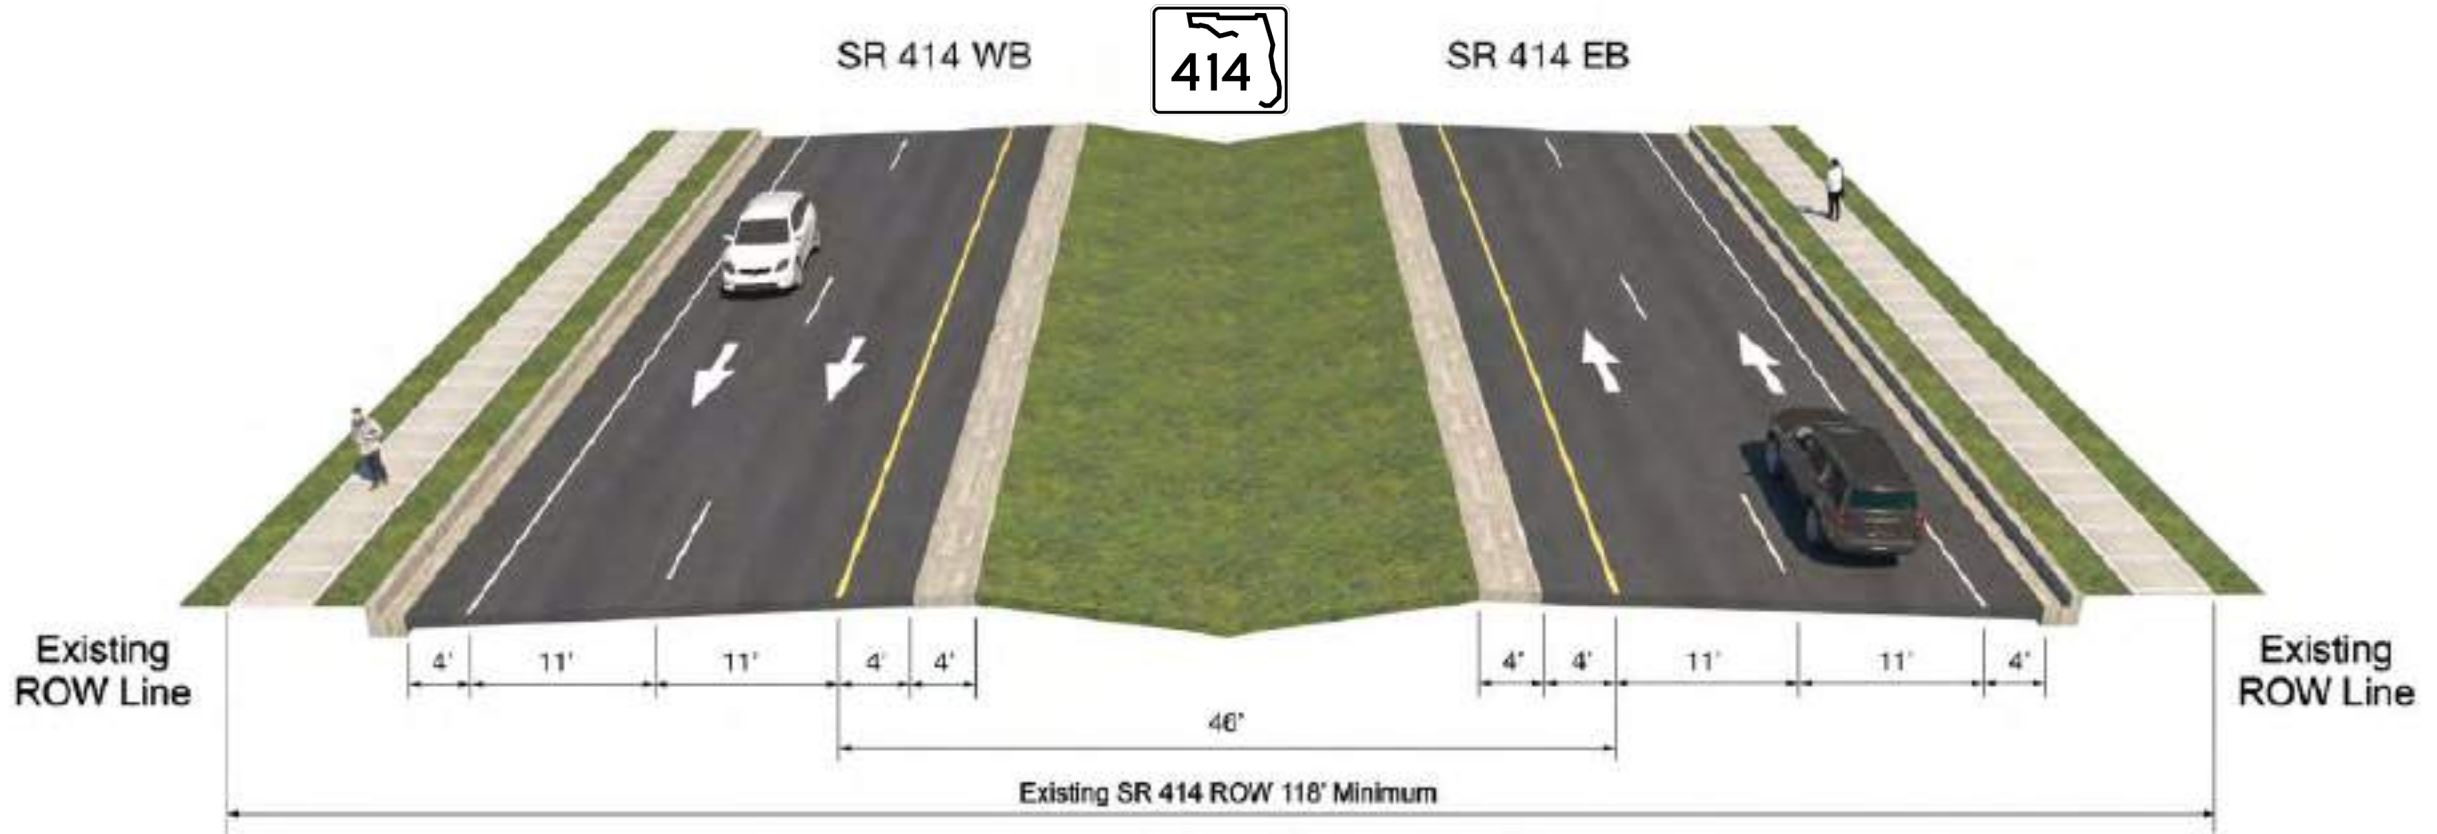 SR 414 WB
414
SR 414 EB
Existing
ROW Line
4' 11' 11' 4' 4'
4' 4' 11' 11' 4'
Existing
ROW Line
46'
Existing SR 414 ROW 118' Minimum